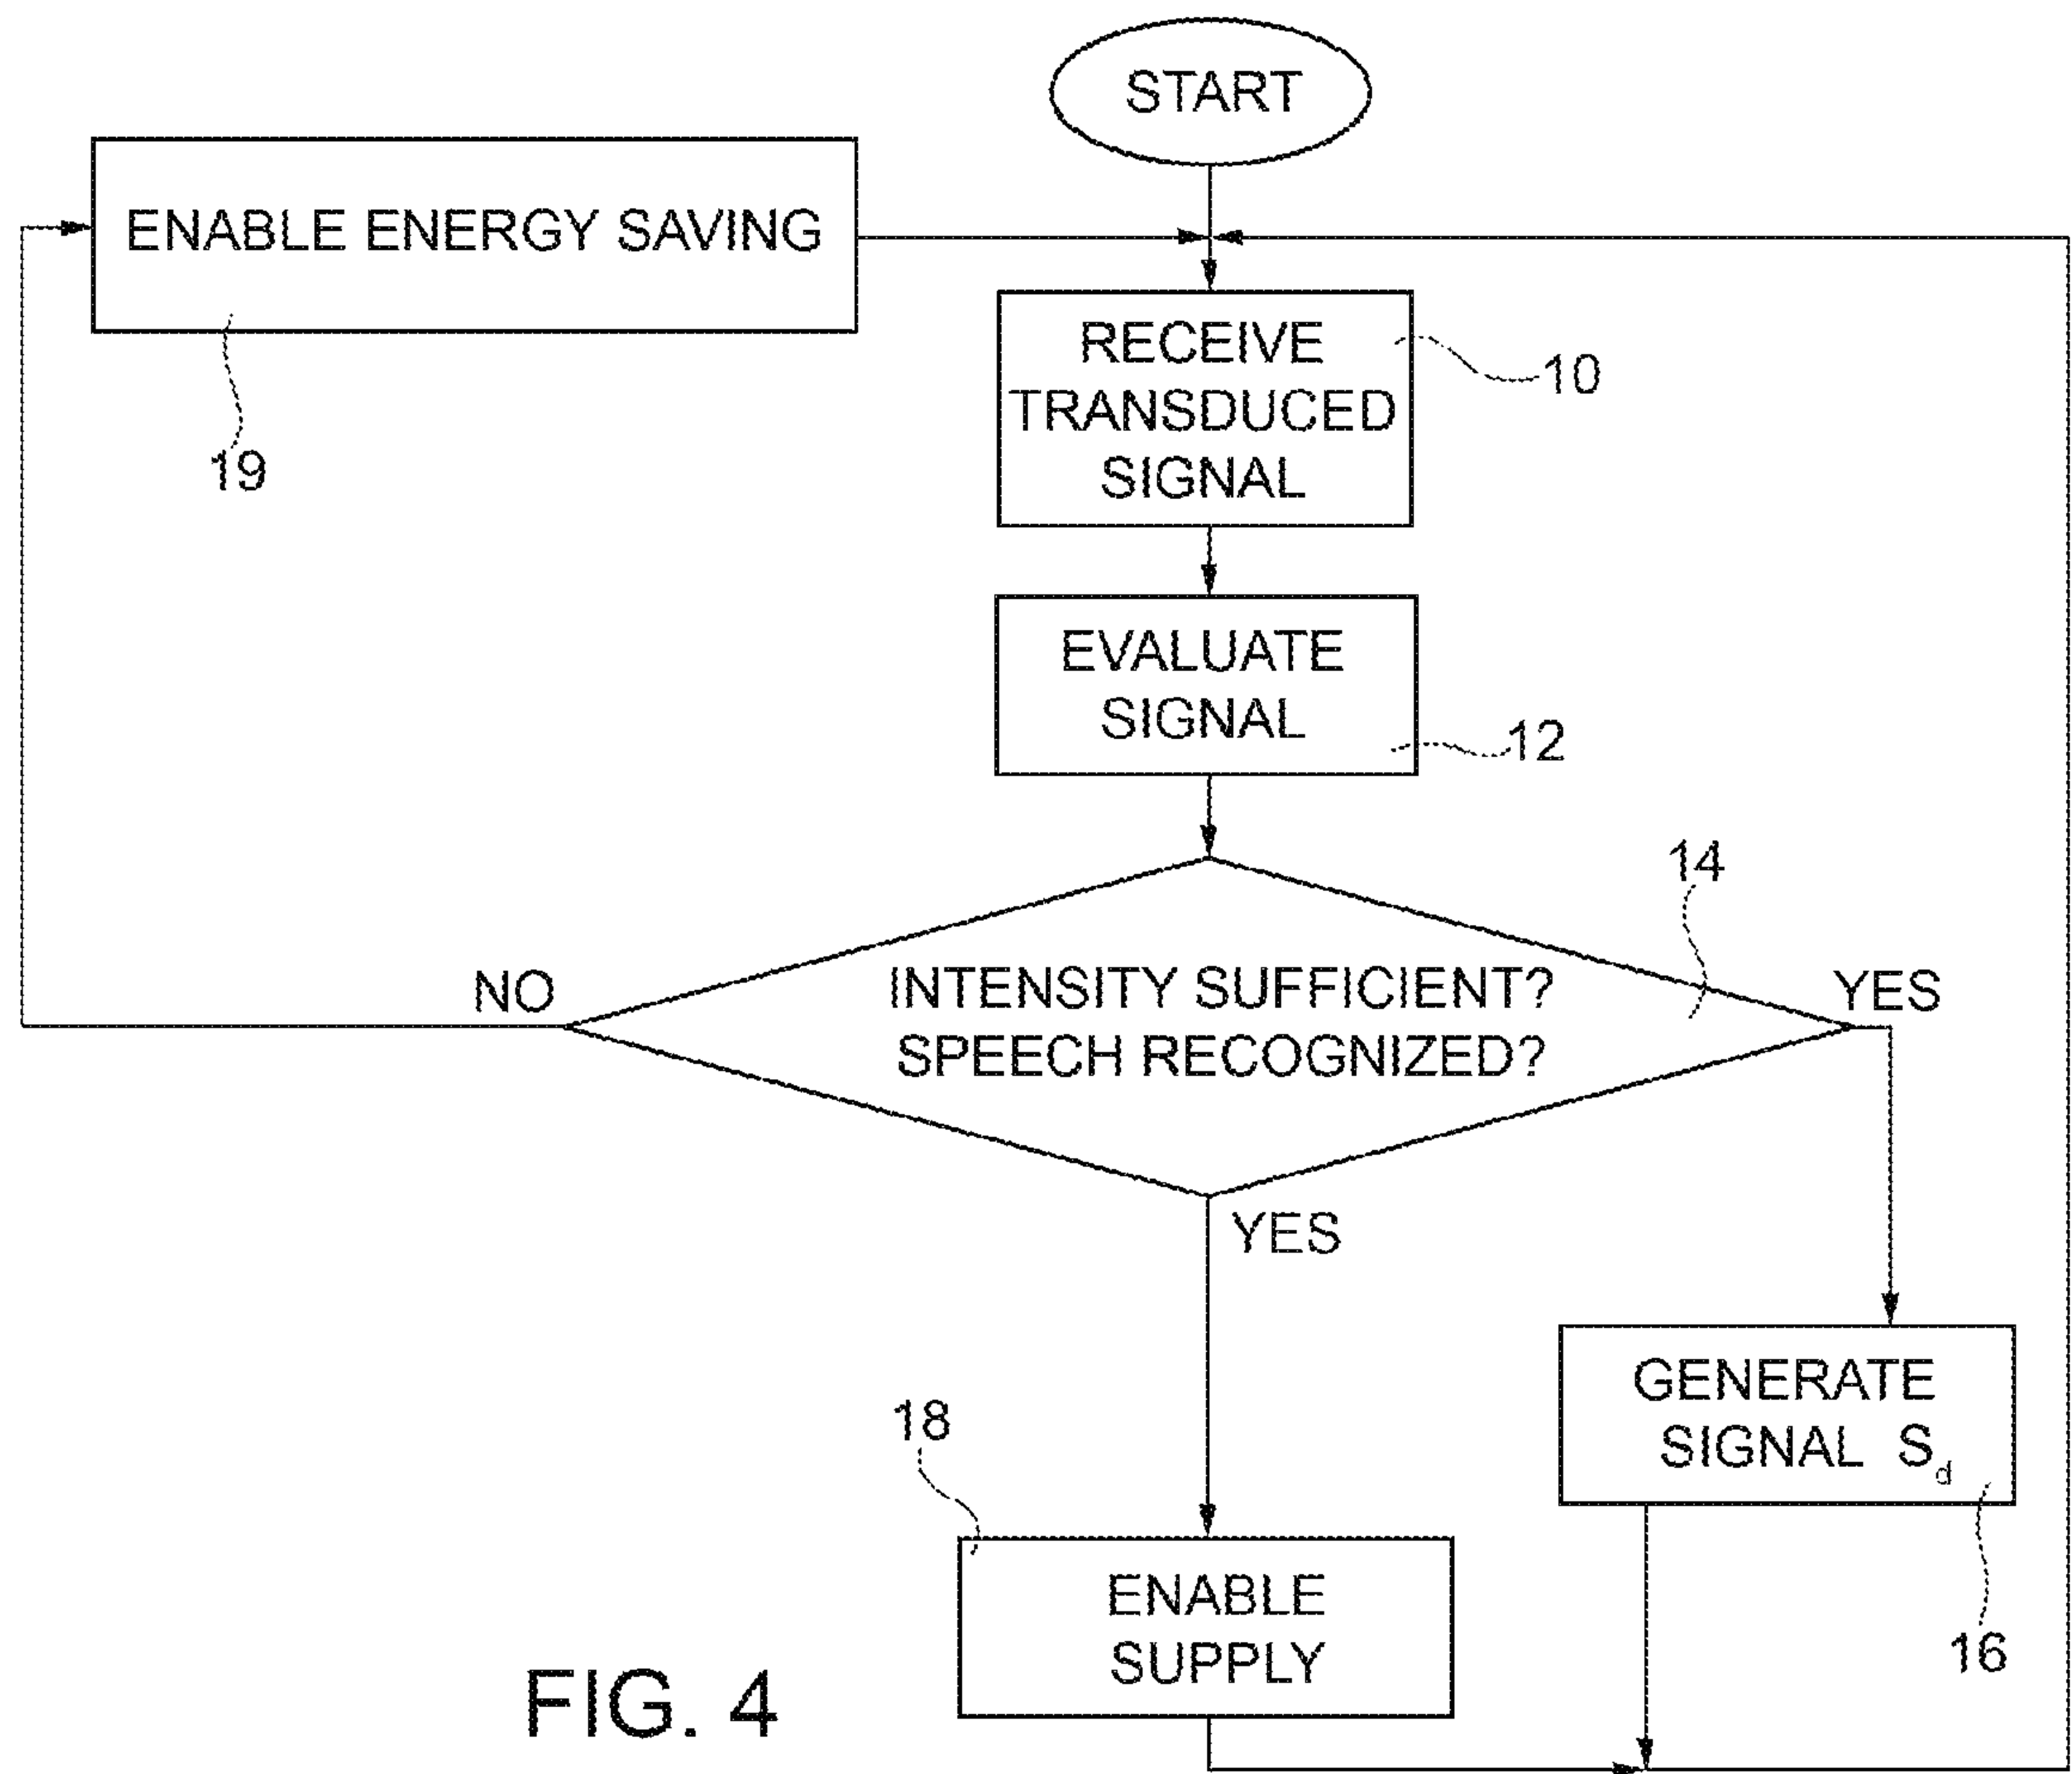 START
ENABLE ENERGY SAVING
19
RECEIVE
TRANSDUCED
SIGNAL
10
EVALUATE
SIGNAL
12
14
NO
INTENSITY SUFFICIENT?
SPEECH RECOGNIZED?
YES
YES
GENERATE
SIGNAL Sd
16
18
ENABLE
SUPPLY
FIG. 4